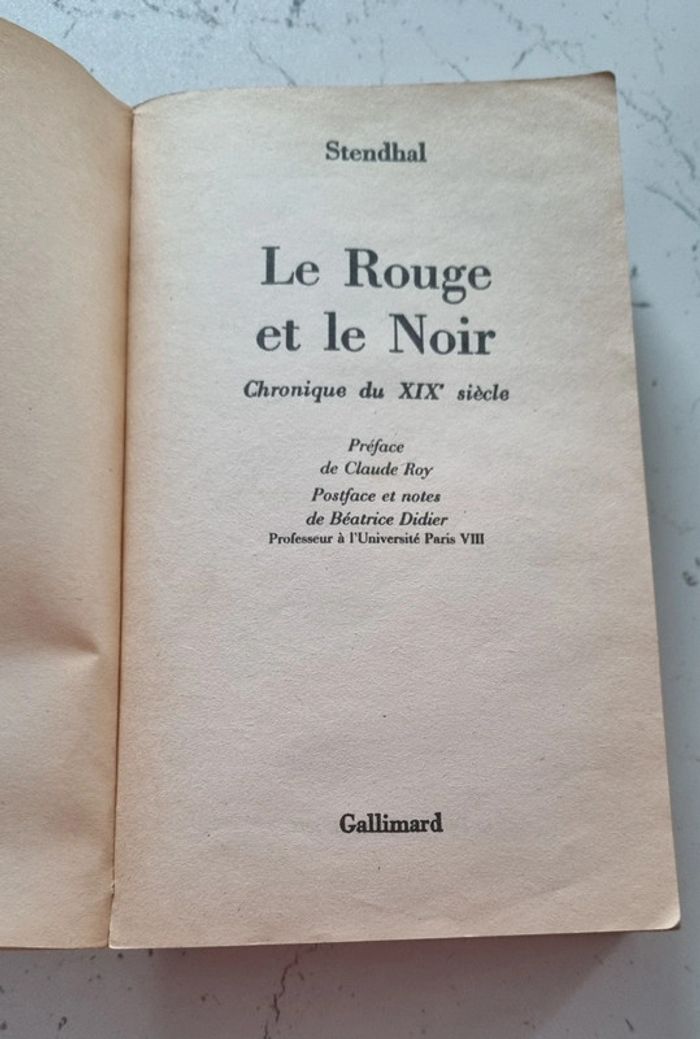 Stendhal
Le Rouge
et le Noir
Chronique du XIXᵉ siècle
Préface
de Claude Roy
Postface et notes
de Béatrice Didier
Professeur à l'Université Paris VIII
Gallimard